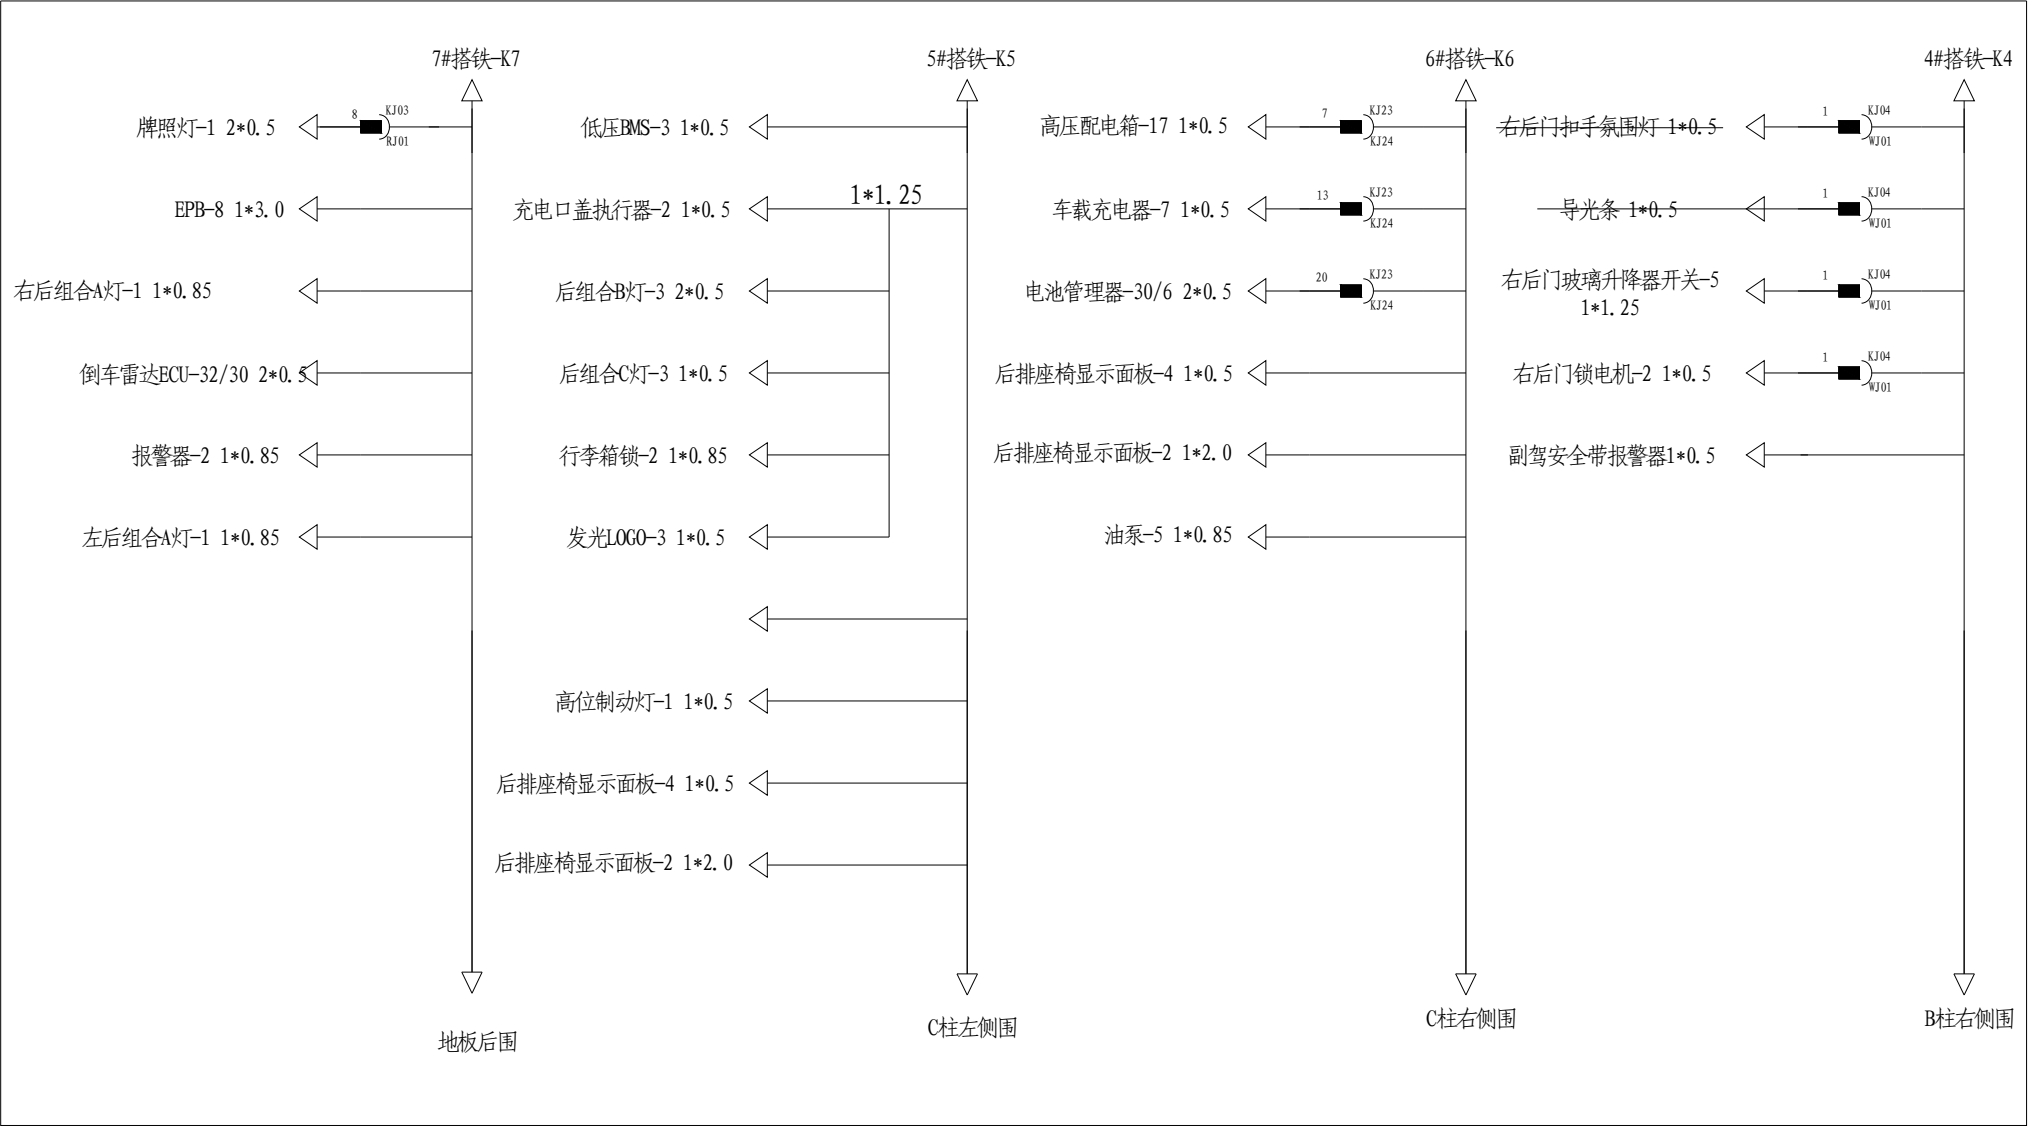 7#搭铁-K7
牌照灯-1 2*0.5
8
KJ03
RJ01
EPB-8 1*3.0
右后组合A灯-1 1*0.85
倒车雷达ECU-32/30 2*0.5
报警器-2 1*0.85
左后组合A灯-1 1*0.85
地板后围
5#搭铁-K5
低压BMS-3 1*0.5
1*1.25
充电口盖执行器-2 1*0.5
后组合B灯-3 2*0.5
后组合C灯-3 1*0.5
行李箱锁-2 1*0.85
发光LOGO-3 1*0.5
高位制动灯-1 1*0.5
后排座椅显示面板-4 1*0.5
后排座椅显示面板-2 1*2.0
C柱左侧围
6#搭铁-K6
高压配电箱-17 1*0.5
7
KJ23
KJ24
车载充电器-7 1*0.5
13
KJ23
KJ24
电池管理器-30/6 2*0.5
20
KJ23
KJ24
后排座椅显示面板-4 1*0.5
后排座椅显示面板-2 1*2.0
油泵-5 1*0.85
C柱右侧围
4#搭铁-K4
右后门扣手氛围灯 1*0.5
1
KJ04
WJ01
导光条 1*0.5
1
KJ04
WJ01
右后门玻璃升降器开关-5
1*1.25
1
KJ04
WJ01
右后门锁电机-2 1*0.5
1
KJ04
WJ01
副驾安全带报警器1*0.5
B柱右侧围